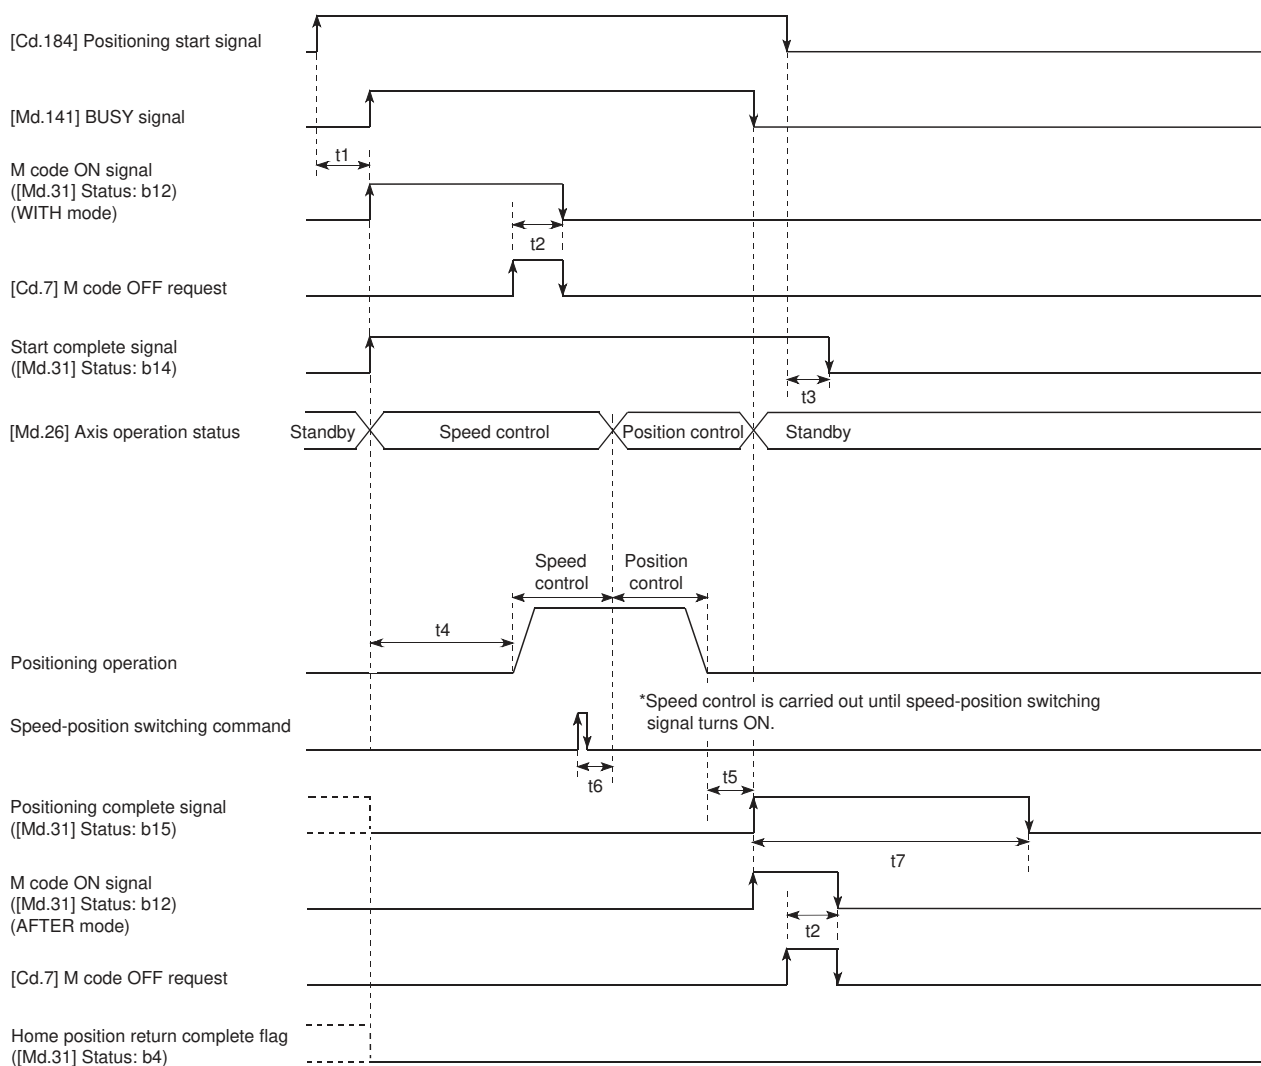 [Cd.184] Positioning start signal
[Md.141] BUSY signal
t1
M code ON signal
([Md.31] Status: b12)
(WITH mode)
t2
[Cd.7] M code OFF request
Start complete signal
([Md.31] Status: b14)
t3
[Md.26] Axis operation status
Standby
Speed control
Position control
Standby
Speed
control
Position
control
t4
Positioning operation
*Speed control is carried out until speed-position switching
signal turns ON.
Speed-position switching command
t6
t5
Positioning complete signal
([Md.31] Status: b15)
t7
M code ON signal
([Md.31] Status: b12)
(AFTER mode)
t2
[Cd.7] M code OFF request
Home position return complete flag
([Md.31] Status: b4)